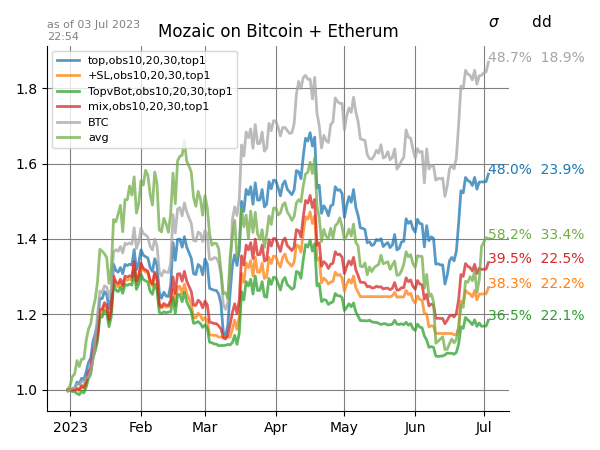 as of 03 Jul 2023
22:54
Mozaic on Bitcoin + Etherum
σ dd
top,obs10,20,30,top1
+SL,obs10,20,30,top1
TopvBot,obs10,20,30,top1
mix,obs10,20,30,top1
BTC
avg
48.7% 18.9%
48.0% 23.9%
58.2% 33.4%
39.5% 22.5%
38.3% 22.2%
36.5% 22.1%
1.8
1.6
1.4
1.2
1.0
2023 Feb Mar Apr May Jun Jul